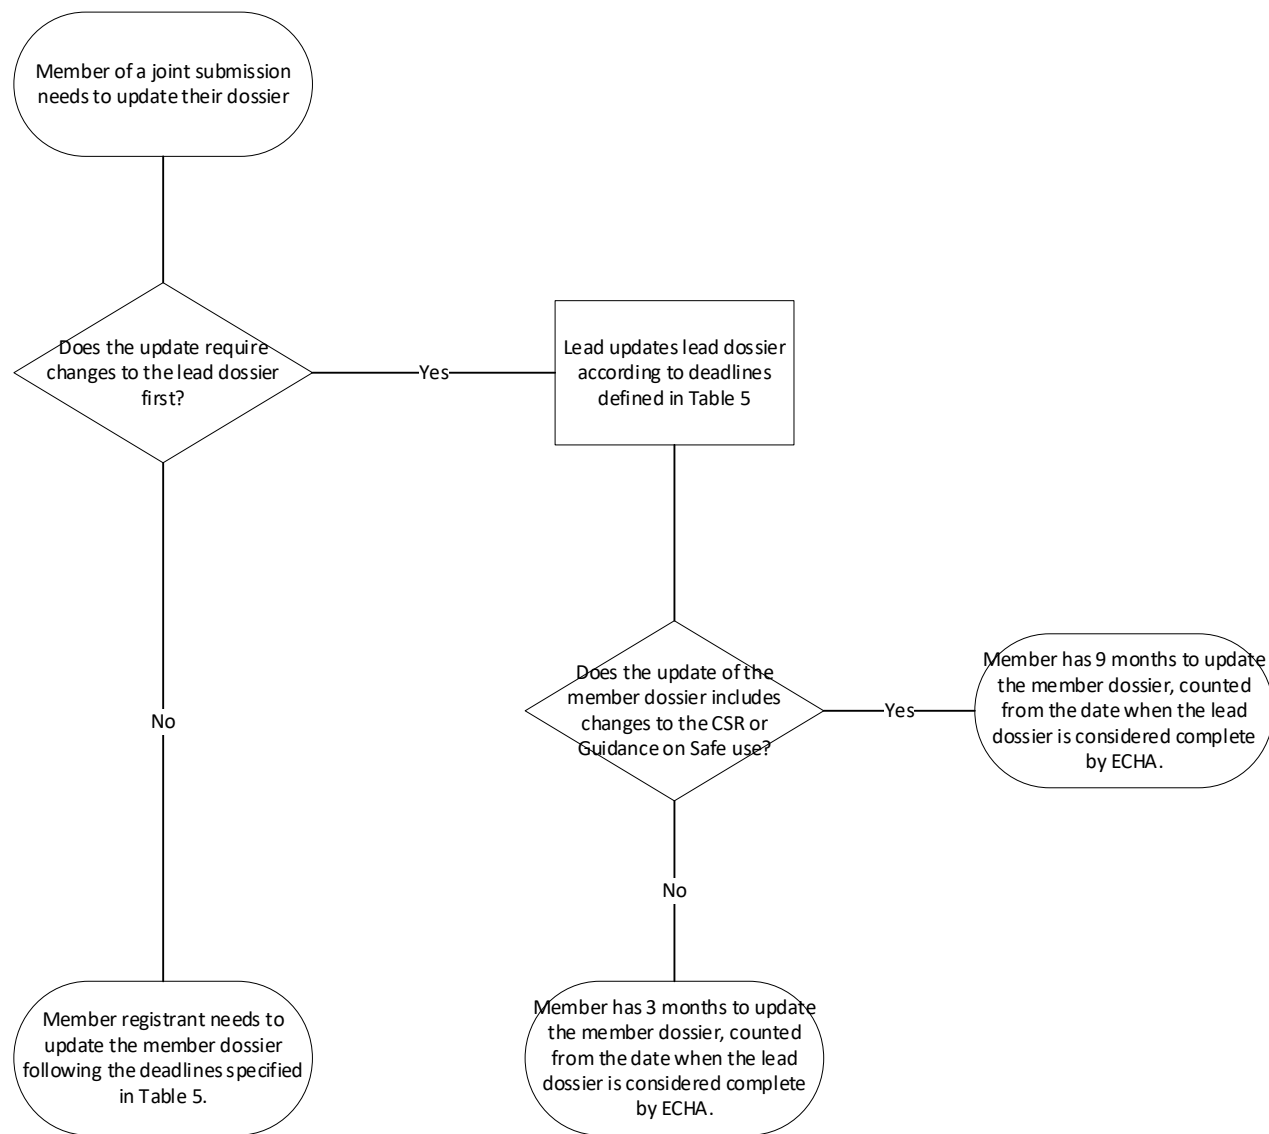 Member of a joint submission
needs to update their dossier
Does the update require
changes to the lead dossier
first?
Yes
Lead updates lead dossier
according to deadlines
defined in Table 5
No
Does the update of the
member dossier includes
changes to the CSR or
Guidance on Safe use?
Yes
Member has 9 months to update
the member dossier, counted
from the date when the lead
dossier is considered complete
by ECHA.
No
Member registrant needs to
update the member dossier
following the deadlines specified
in Table 5.
Member has 3 months to update
the member dossier, counted
from the date when the lead
dossier is considered complete
by ECHA.